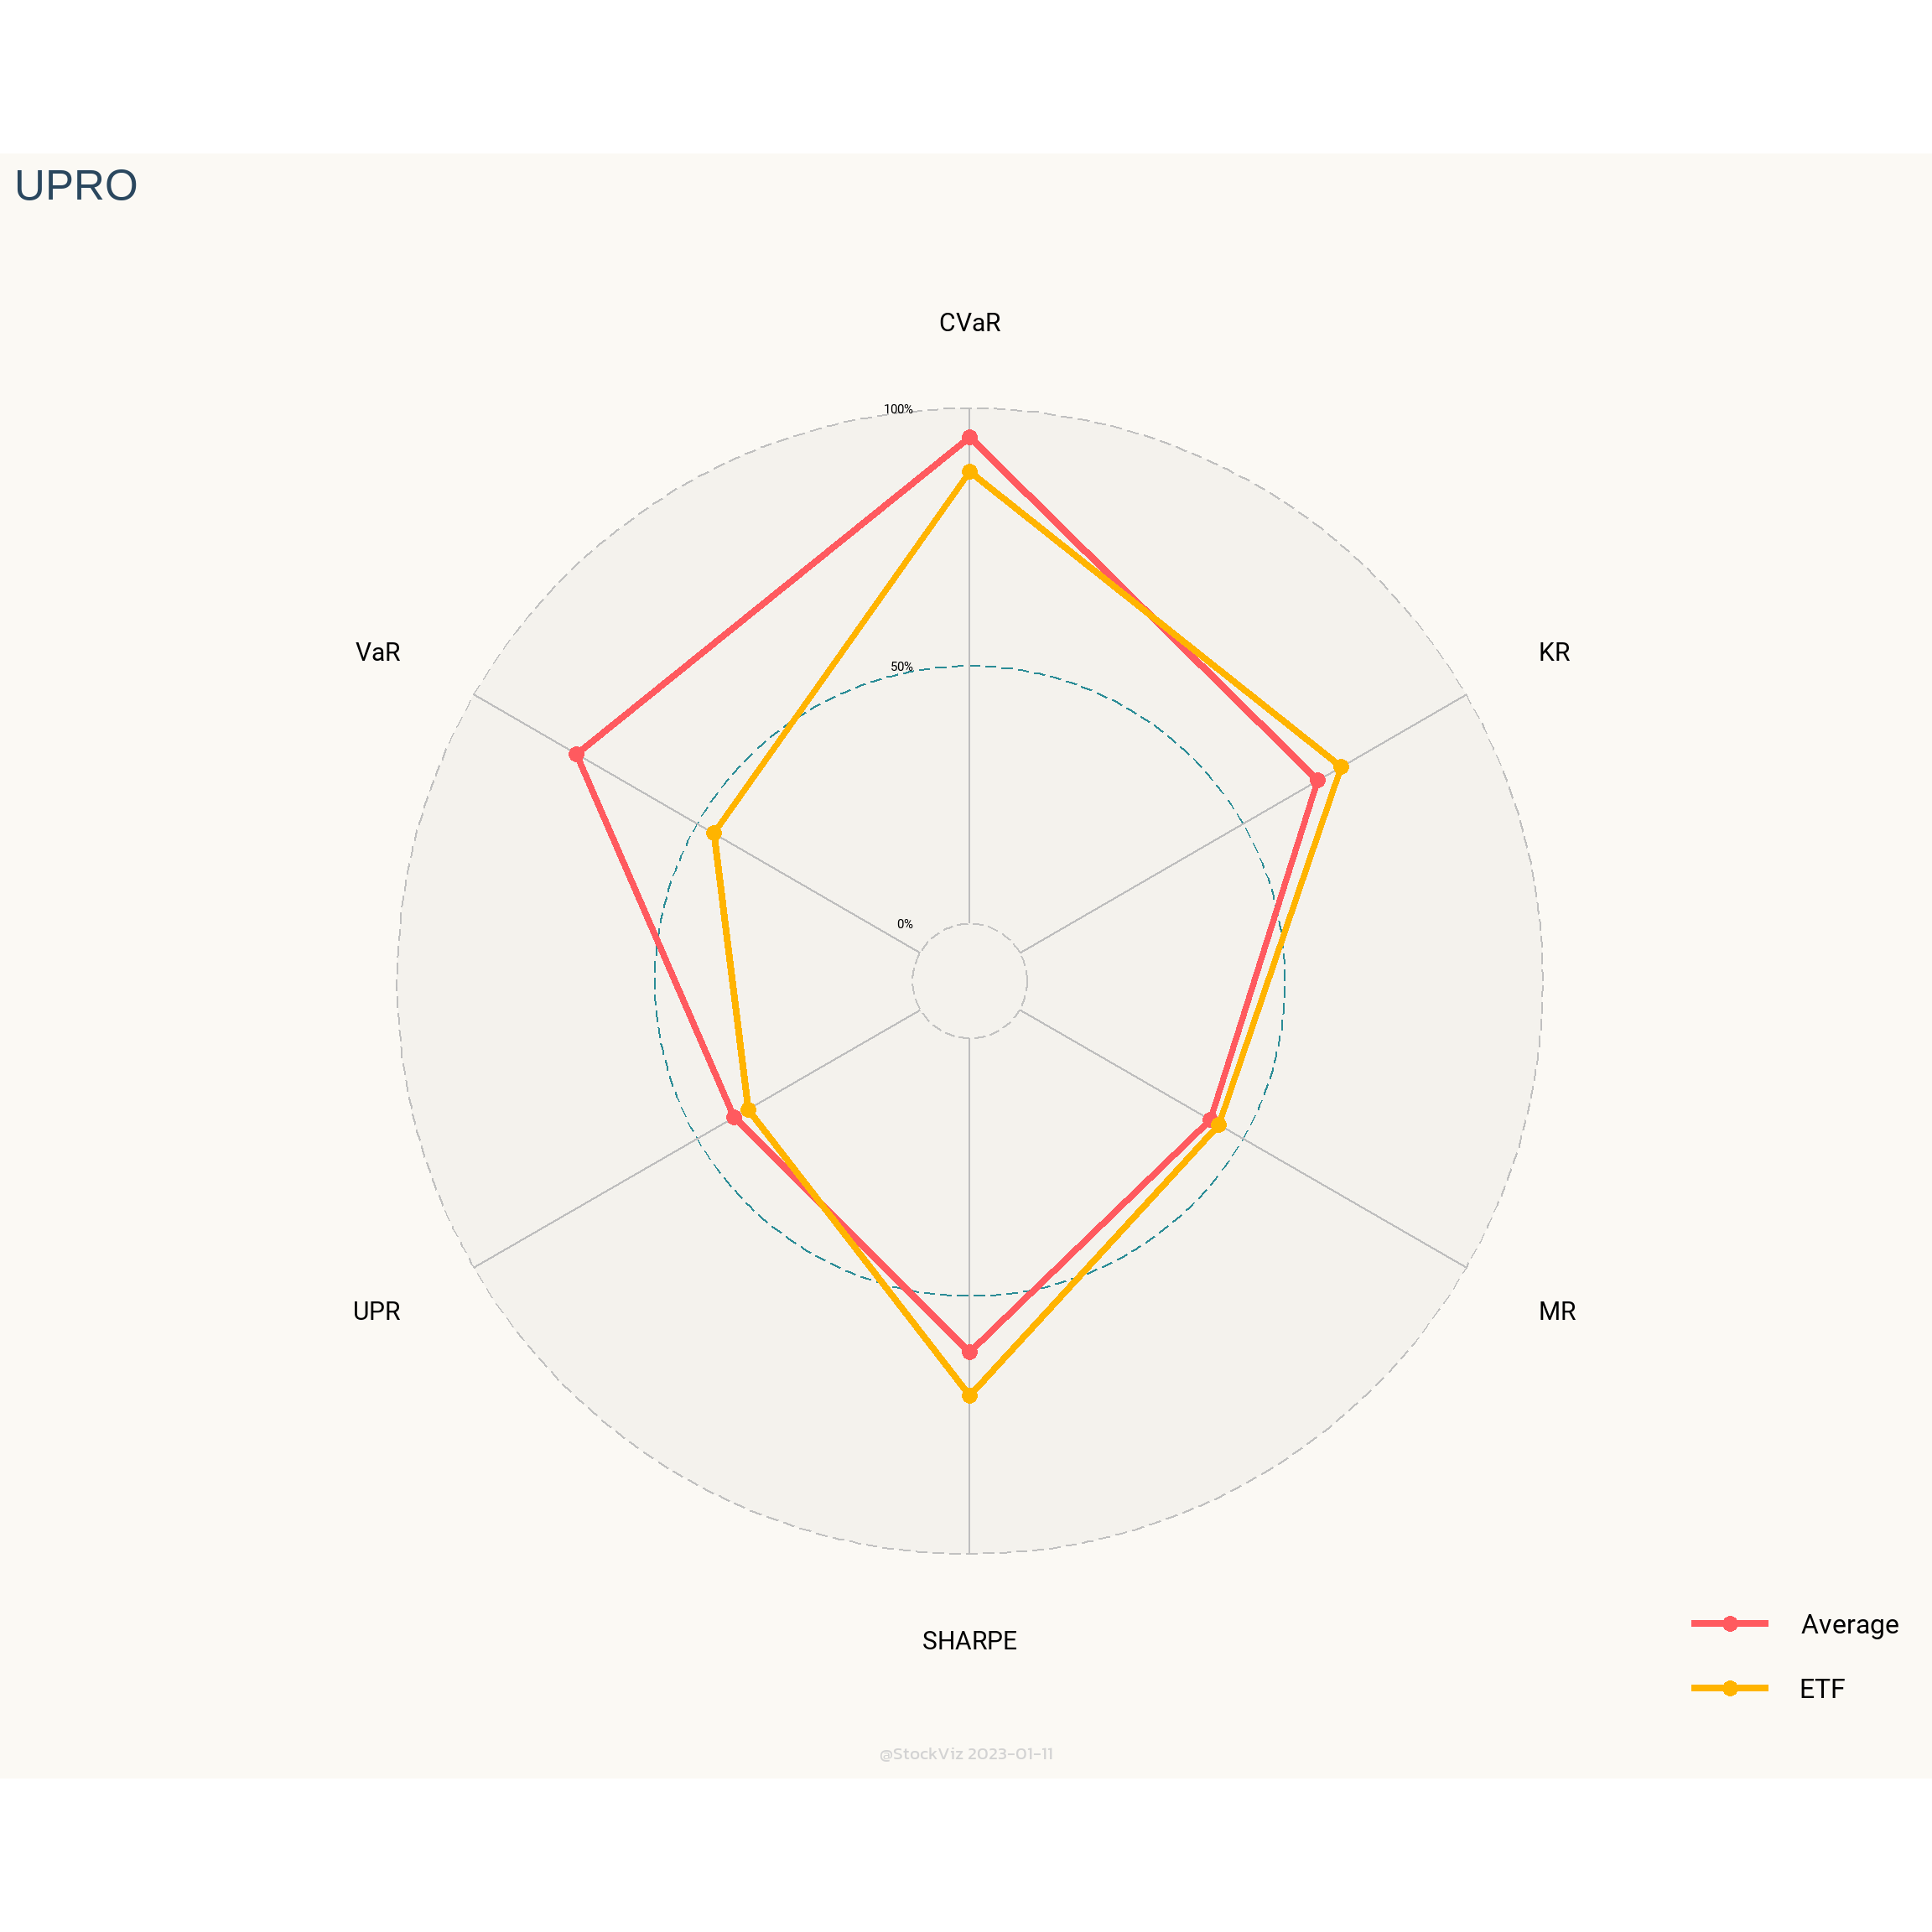 UPRO
CVaR
100%
VaR
KR
50%
0%
UPR
MR
SHARPE
Average
ETF
@StockViz 2023-01-11